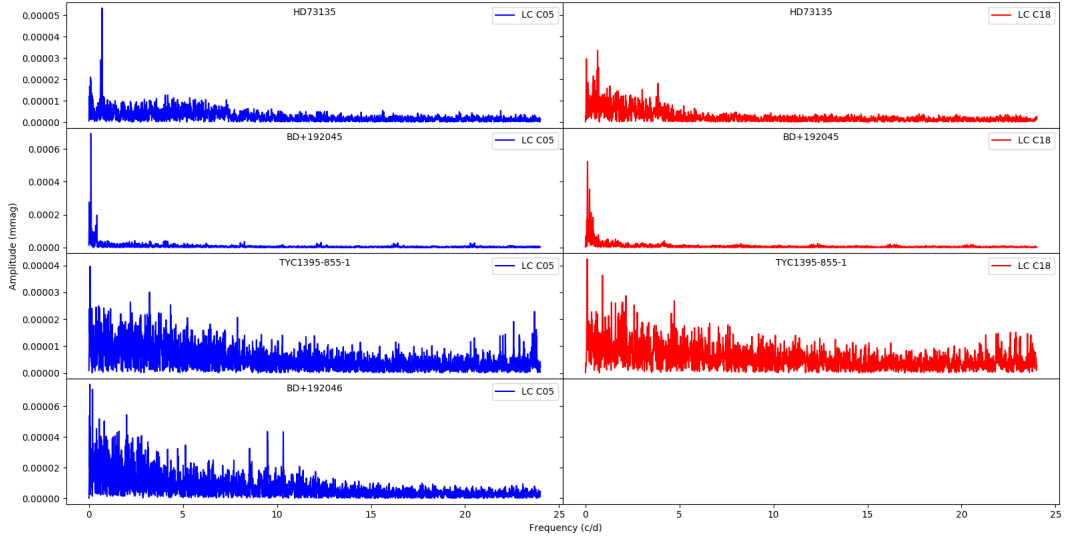 HD73135
LC C05
0.00005
0.00004
0.00003
0.00002
0.00001
0.00000
HD73135
LC C18
BD+192045
LC C05
0.0006
0.0004
0.0002
0.0000
BD+192045
LC C18
Amplitude (mmag)
TYC1395-855-1
LC C05
0.00004
0.00003
0.00002
0.00001
0.00000
TYC1395-855-1
LC C18
BD+192046
LC C05
0.00006
0.00004
0.00002
0.00000
0 5 10 15 20 25
0 5 10 15 20 25
Frequency (c/d)